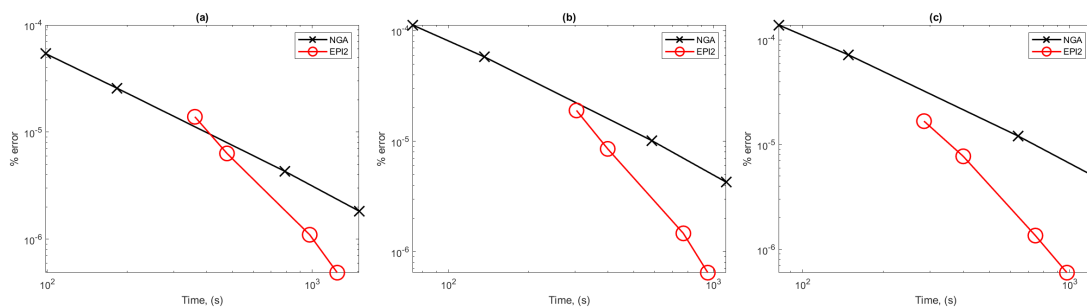 (a)
10^-4
10^-5
10^-6
% error
10^2
10^3
Time, (s)
NGA
EPI2
(b)
10^-4
10^-5
10^-6
% error
10^2
10^3
Time, (s)
NGA
EPI2
(c)
10^-4
10^-5
10^-6
% error
10^2
10^3
Time, (s)
NGA
EPI2